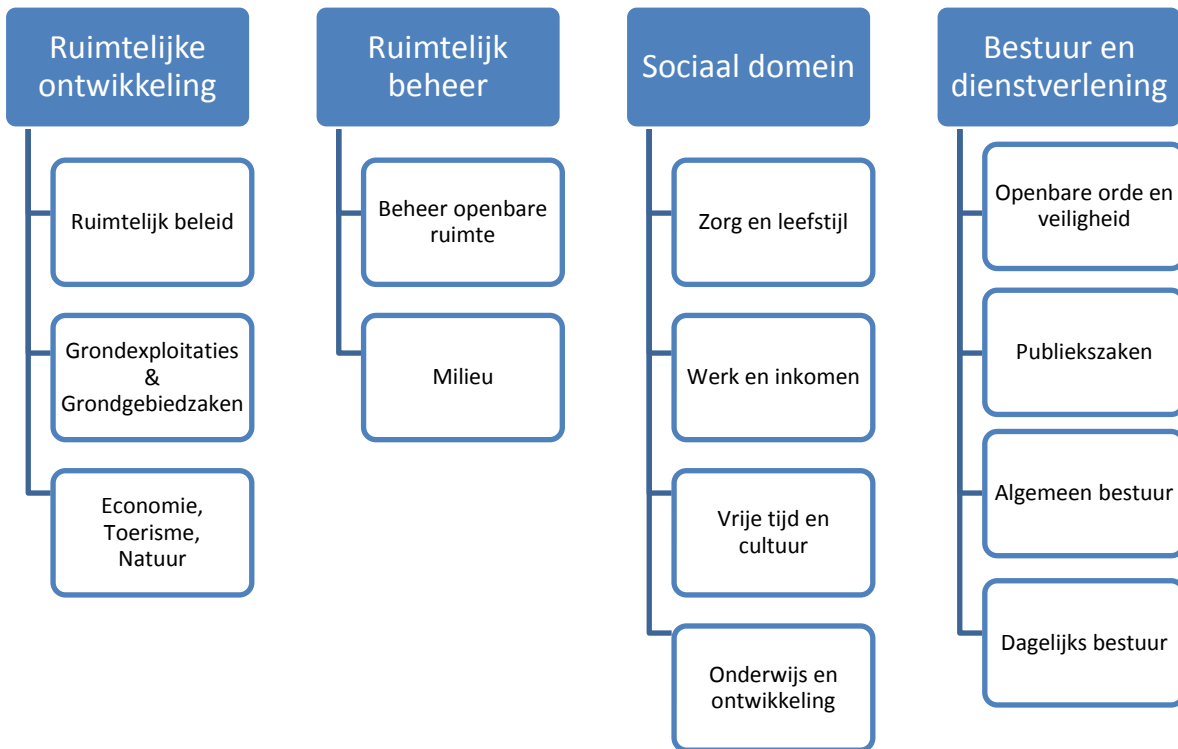 Ruimtelijke
ontwikkeling
Ruimtelijk beleid
Grondexploitaties
&
Grondgebiedzaken
Economie,
Toerisme,
Natuur
Ruimtelijk
beheer
Beheer openbare
ruimte
Milieu
Sociaal domein
Zorg en leefstijl
Werk en inkomen
Vrije tijd en
cultuur
Onderwijs en
ontwikkeling
Bestuur en
dienstverlening
Openbare orde en
veiligheid
Publiekszaken
Algemeen bestuur
Dagelijks bestuur